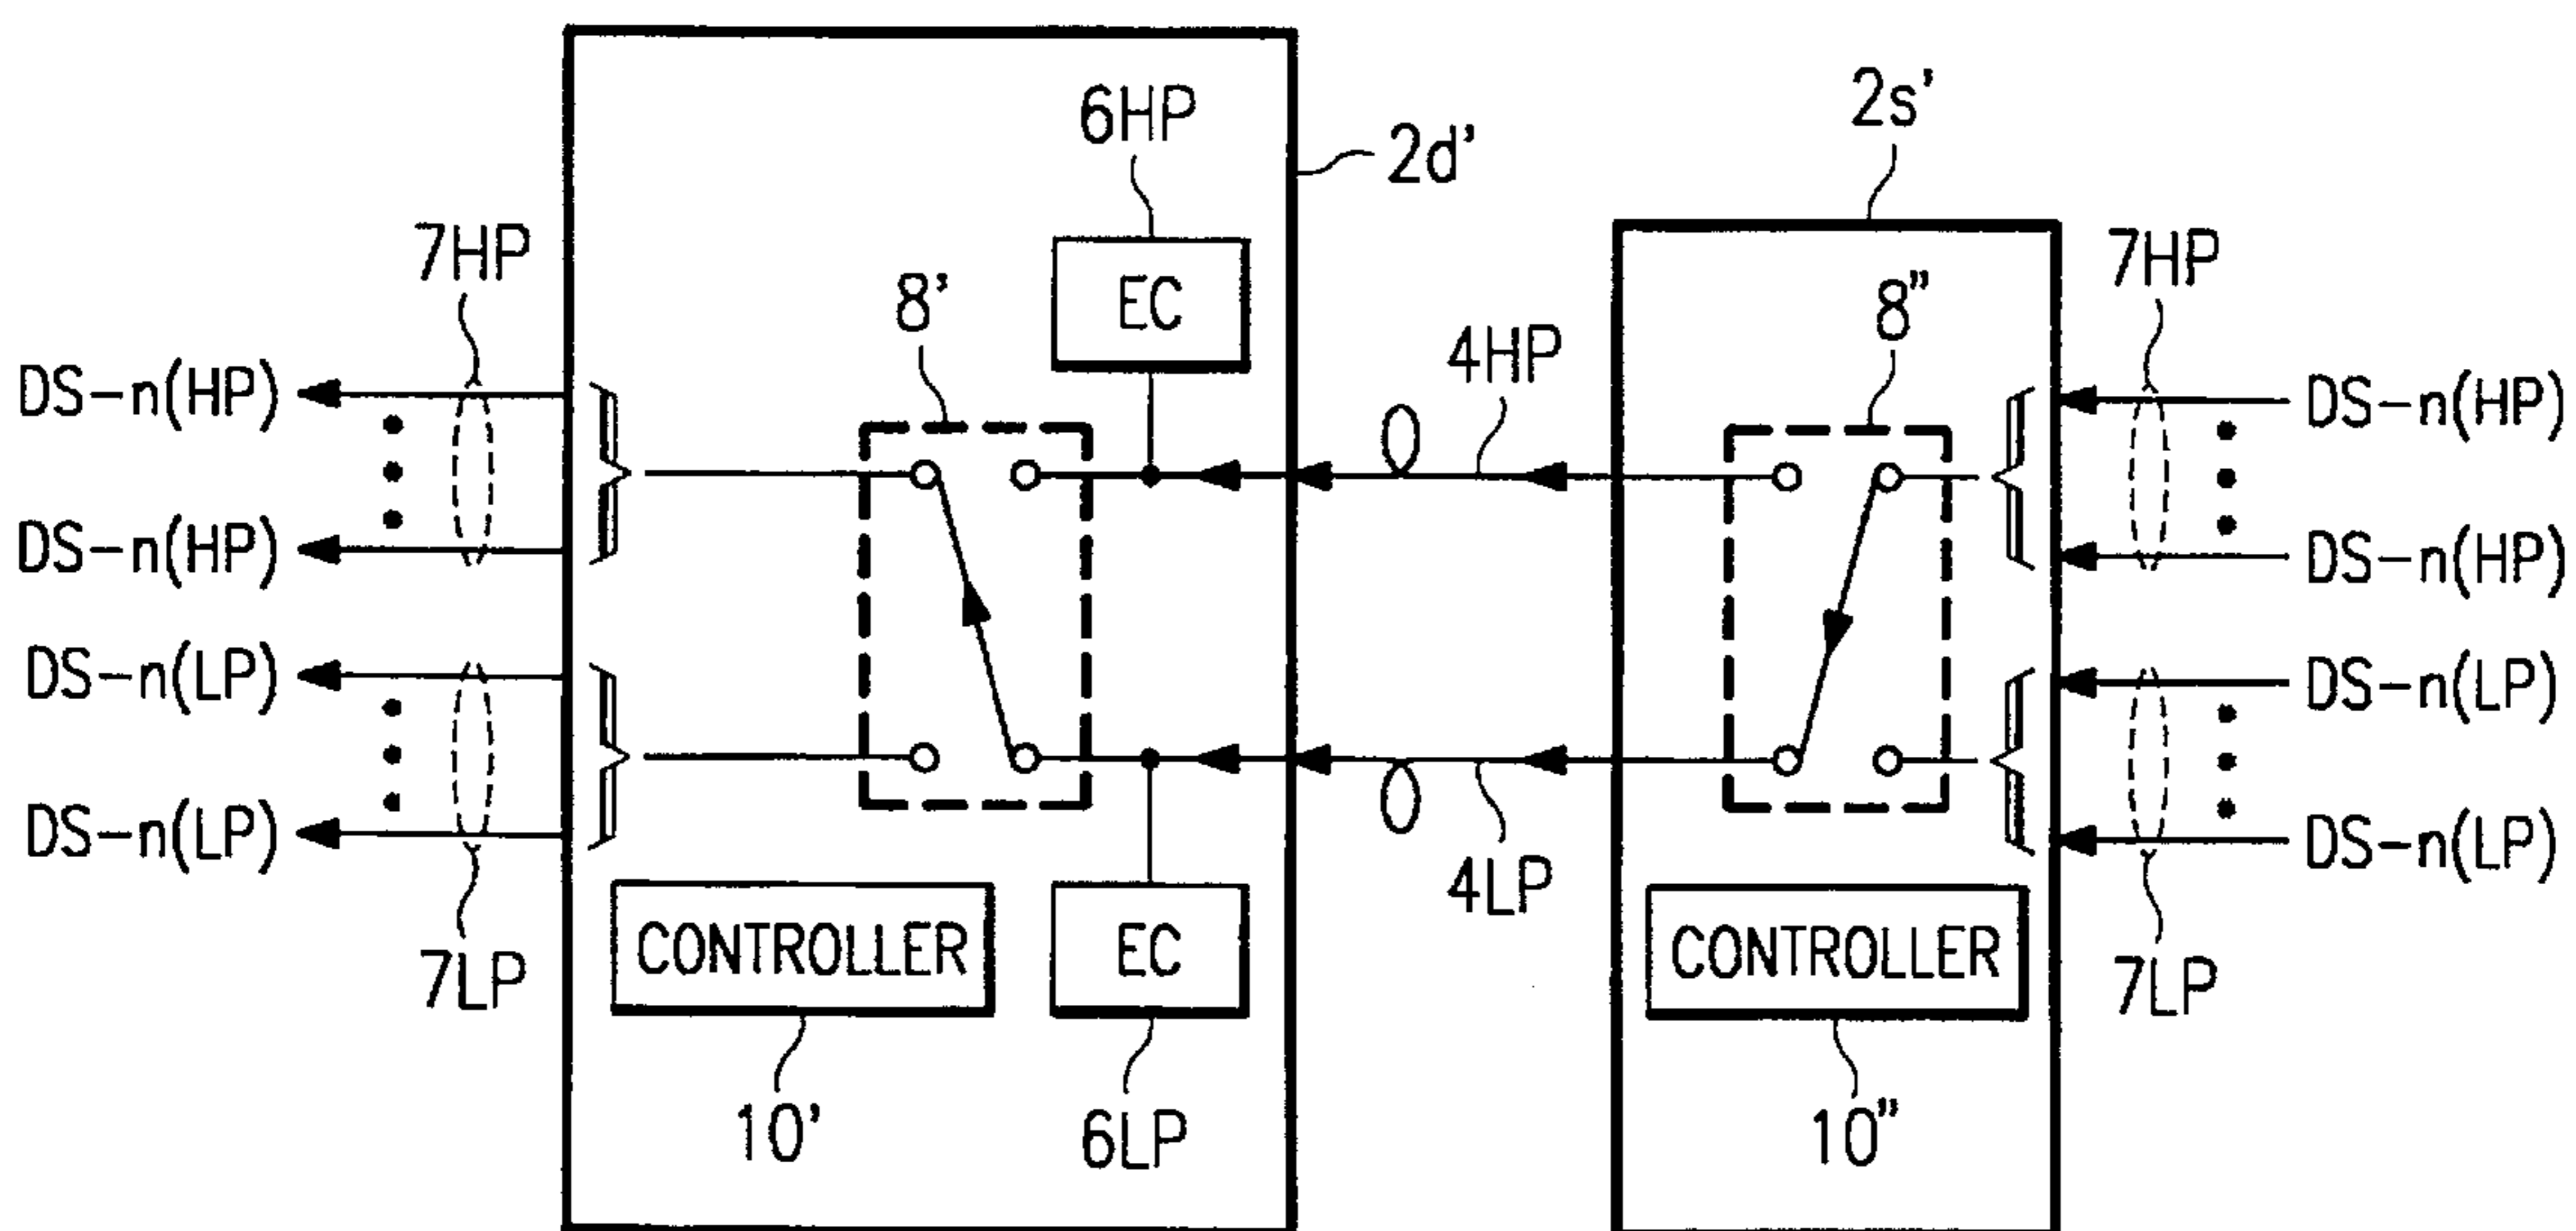 2s'
6HP
2d'
7HP
EC
8'
4HP
8"
7HP
DS-n(HP)
DS-n(HP)
DS-n(HP)
DS-n(HP)
DS-n(LP)
DS-n(LP)
DS-n(LP)
DS-n(LP)
4LP
7LP
CONTROLLER
EC
CONTROLLER
7LP
10'
6LP
10"